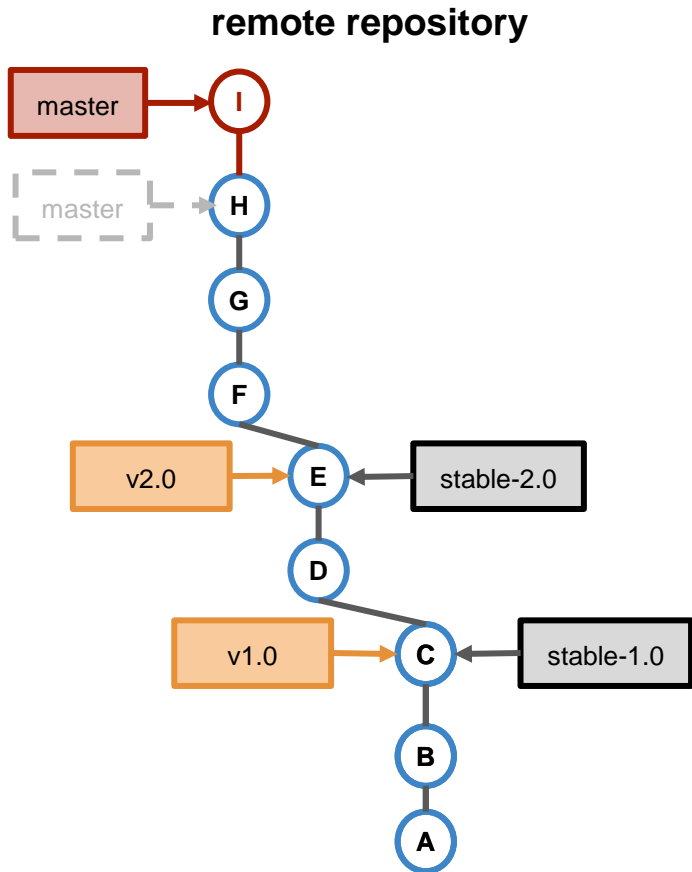 remote repository
master
I
master
H
G
F
v2.0
E
stable-2.0
D
v1.0
C
stable-1.0
B
A